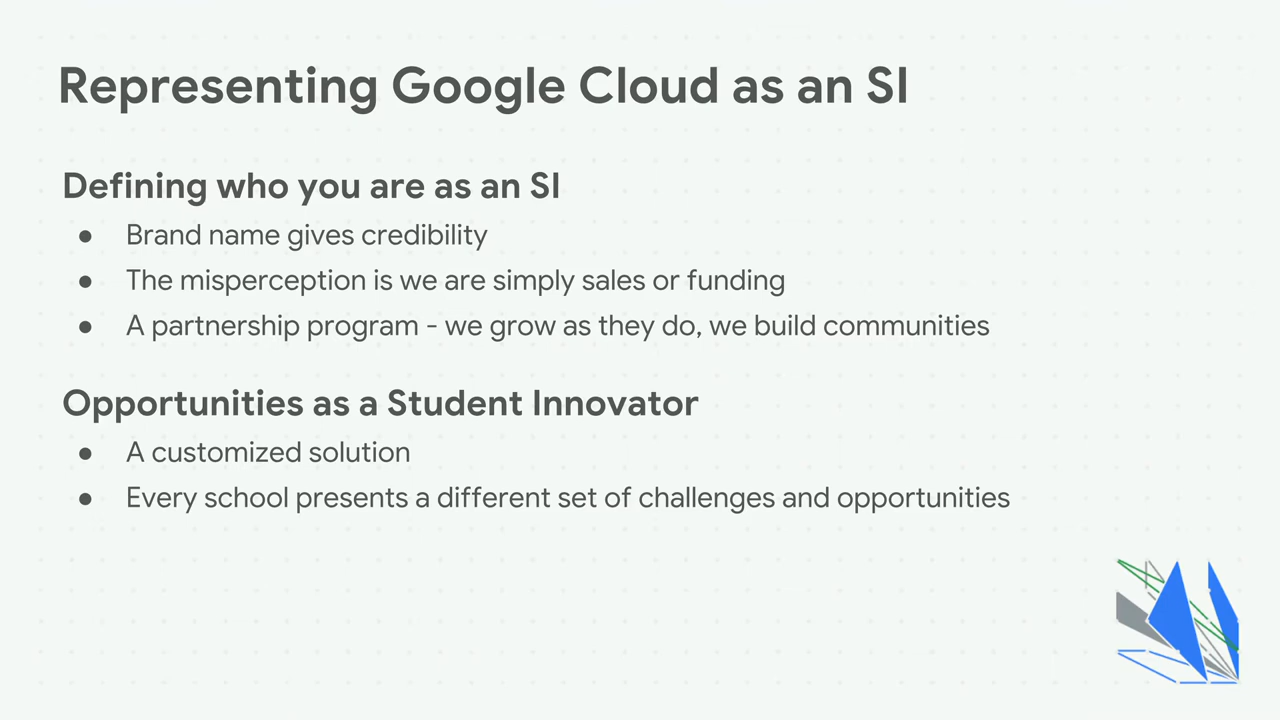 Representing Google Cloud as an SI
Defining who you are as an SI
● Brand name gives credibility
● The misperception is we are simply sales or funding
● A partnership program - we grow as they do, we build communities
Opportunities as a Student Innovator
● A customized solution
● Every school presents a different set of challenges and opportunities